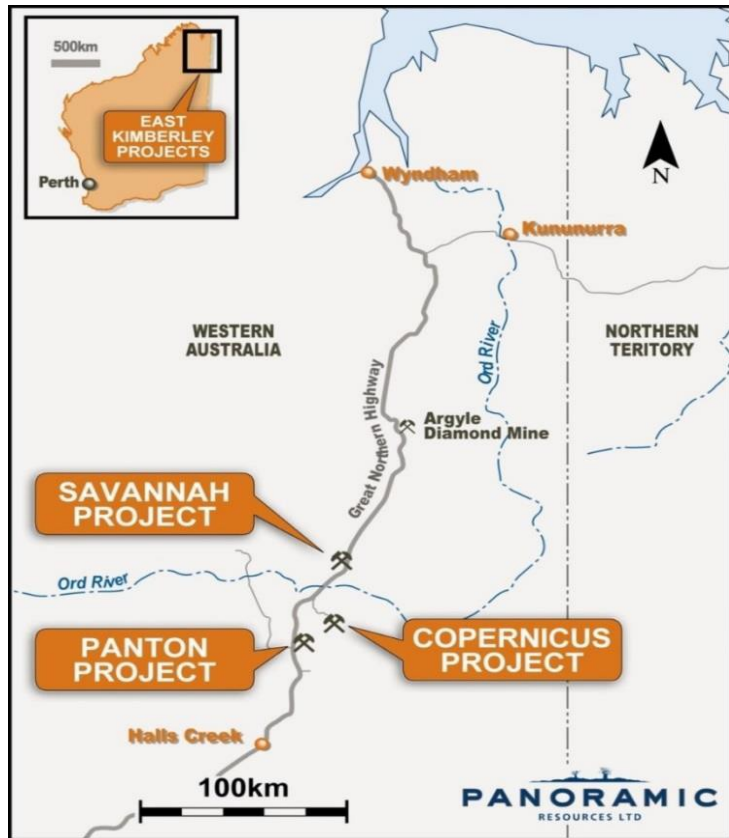 500km
EAST
KIMBERLEY
PROJECTS
Perth
Wyndham
N
Kununurra
WESTERN
AUSTRALIA
NORTHERN
TERITORY
Ord River
Great Northern Highway
Argyle
Diamond Mine
SAVANNAH
PROJECT
Ord River
PANTON
PROJECT
COPERNICUS
PROJECT
Halls Creek
100km
PANORAMIC
RESOURCES LTD